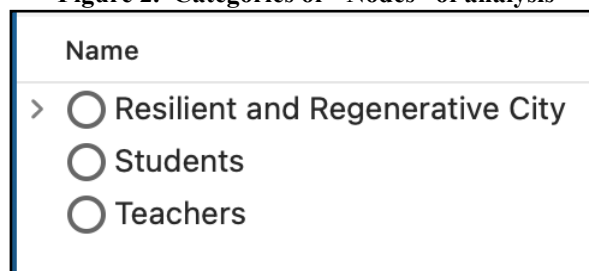 Figure 2. Categories of "Nodes" of analysis
Name
Resilient and Regenerative City
Students
Teachers